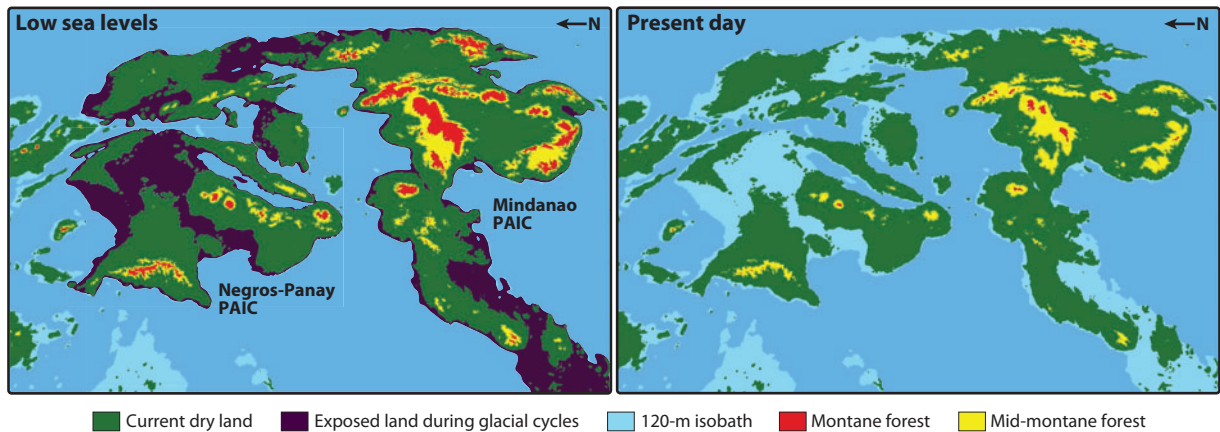 Low sea levels
N
Mindanao
PAIC
Negros-Panay
PAIC
Present day
N
Current dry land
Exposed land during glacial cycles
120-m isobath
Montane forest
Mid-montane forest